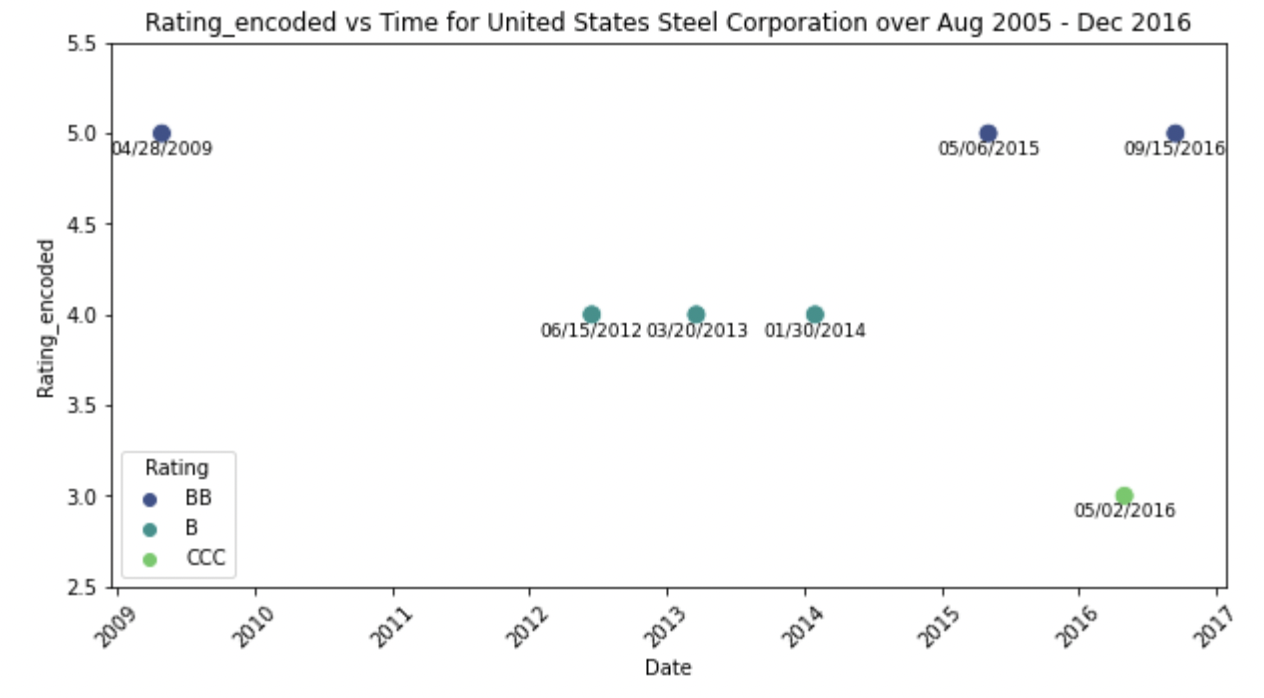 Rating_encoded vs Time for United States Steel Corporation over Aug 2005 - Dec 2016
5.5
5.0
04/28/2009
05/06/2015
09/15/2016
4.5
Rating_encoded
4.0
06/15/2012 03/20/2013 01/30/2014
3.5
Rating
BB
B
CCC
3.0
05/02/2016
2.5
2009 2010 2011 2012 2013 2014 2015 2016 2017
Date